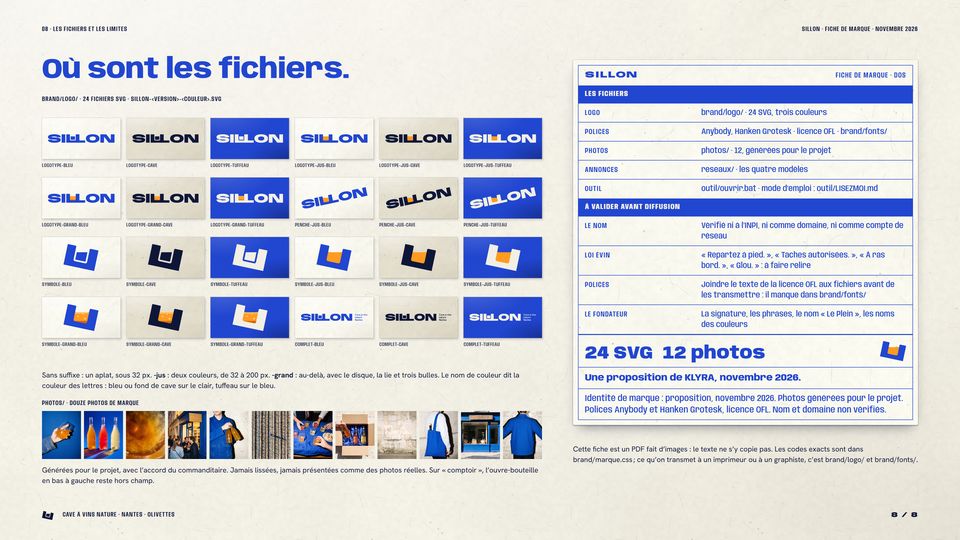 08 · LES FICHIERS ET LES LIMITES
SILLON · FICHE DE MARQUE · NOVEMBRE 2026
Où sont les fichiers.
BRAND/LOGO/ · 24 FICHIERS SVG · SILLON-<VERSION>-<COULEUR>.SVG
SILLON SILLON SILLON SILLON SILLON SILLON
LOGOTYPE-BLEU LOGOTYPE-CAVE LOGOTYPE-TUFFEAU LOGOTYPE-JUS-BLEU LOGOTYPE-JUS-CAVE LOGOTYPE-JUS-TUFFEAU
SILLON SILLON SILLON SILLON SILLON SILLON
LOGOTYPE-GRAND-BLEU LOGOTYPE-GRAND-CAVE LOGOTYPE-GRAND-TUFFEAU PENCHE-JUS-BLEU PENCHE-JUS-CAVE PENCHE-JUS-TUFFEAU
SYMBOLE-BLEU SYMBOLE-CAVE SYMBOLE-TUFFEAU SYMBOLE-JUS-BLEU SYMBOLE-JUS-CAVE SYMBOLE-JUS-TUFFEAU
SILLON SILLON SILLON
SYMBOLE-GRAND-BLEU SYMBOLE-GRAND-CAVE SYMBOLE-GRAND-TUFFEAU COMPLET-BLEU COMPLET-CAVE COMPLET-TUFFEAU
Sans suffixe : un aplat, sous 32 px. -jus : deux couleurs, de 32 à 200 px. -grand : au-delà, avec le disque, la lie et trois bulles. Le nom de couleur dit la
couleur des lettres : bleu ou fond de cave sur le clair, tuffeau sur le bleu.
PHOTOS/ · DOUZE PHOTOS DE MARQUE
Générées pour le projet, avec l'accord du commanditaire. Jamais lissées, jamais présentées comme des photos réelles. Sur « comptoir », l'ouvre-bouteille
en bas à gauche reste hors champ.
SILLON
FICHE DE MARQUE · DOS
LES FICHIERS
LOGO brand/logo/ · 24 SVG, trois couleurs
POLICES Anybody, Hanken Grotesk · licence OFL · brand/fonts/
PHOTOS photos/ · 12, générées pour le projet
ANNONCES reseaux/ · les quatre modèles
OUTIL outil/ouvrir.bat · mode d'emploi : outil/LISEZMOI.md
À VALIDER AVANT DIFFUSION
LE NOM Vérifié ni à l'INPI, ni comme domaine, ni comme compte de
réseau
LOI ÉVIN « Repartez à pied. », « Taches autorisées. », « À ras
bord. », « Glou. » : à faire relire
POLICES Joindre le texte de la licence OFL aux fichiers avant de
les transmettre : il manque dans brand/fonts/
LE FONDATEUR La signature, les phrases, le nom « Le Plein », les noms
des couleurs
24 SVG 12 photos
Une proposition de KLYRA, novembre 2026.
Identité de marque : proposition, novembre 2026. Photos générées pour le projet.
Polices Anybody et Hanken Grotesk, licence OFL. Nom et domaine non vérifiés.
Cette fiche est un PDF fait d'images : le texte ne s'y copie pas. Les codes exacts sont dans
brand/marque.css ; ce qu'on transmet à un imprimeur ou à un graphiste, c'est brand/logo/ et brand/fonts/.
CAVE À VINS NATURE · NANTES · OLIVETTES
8 / 8